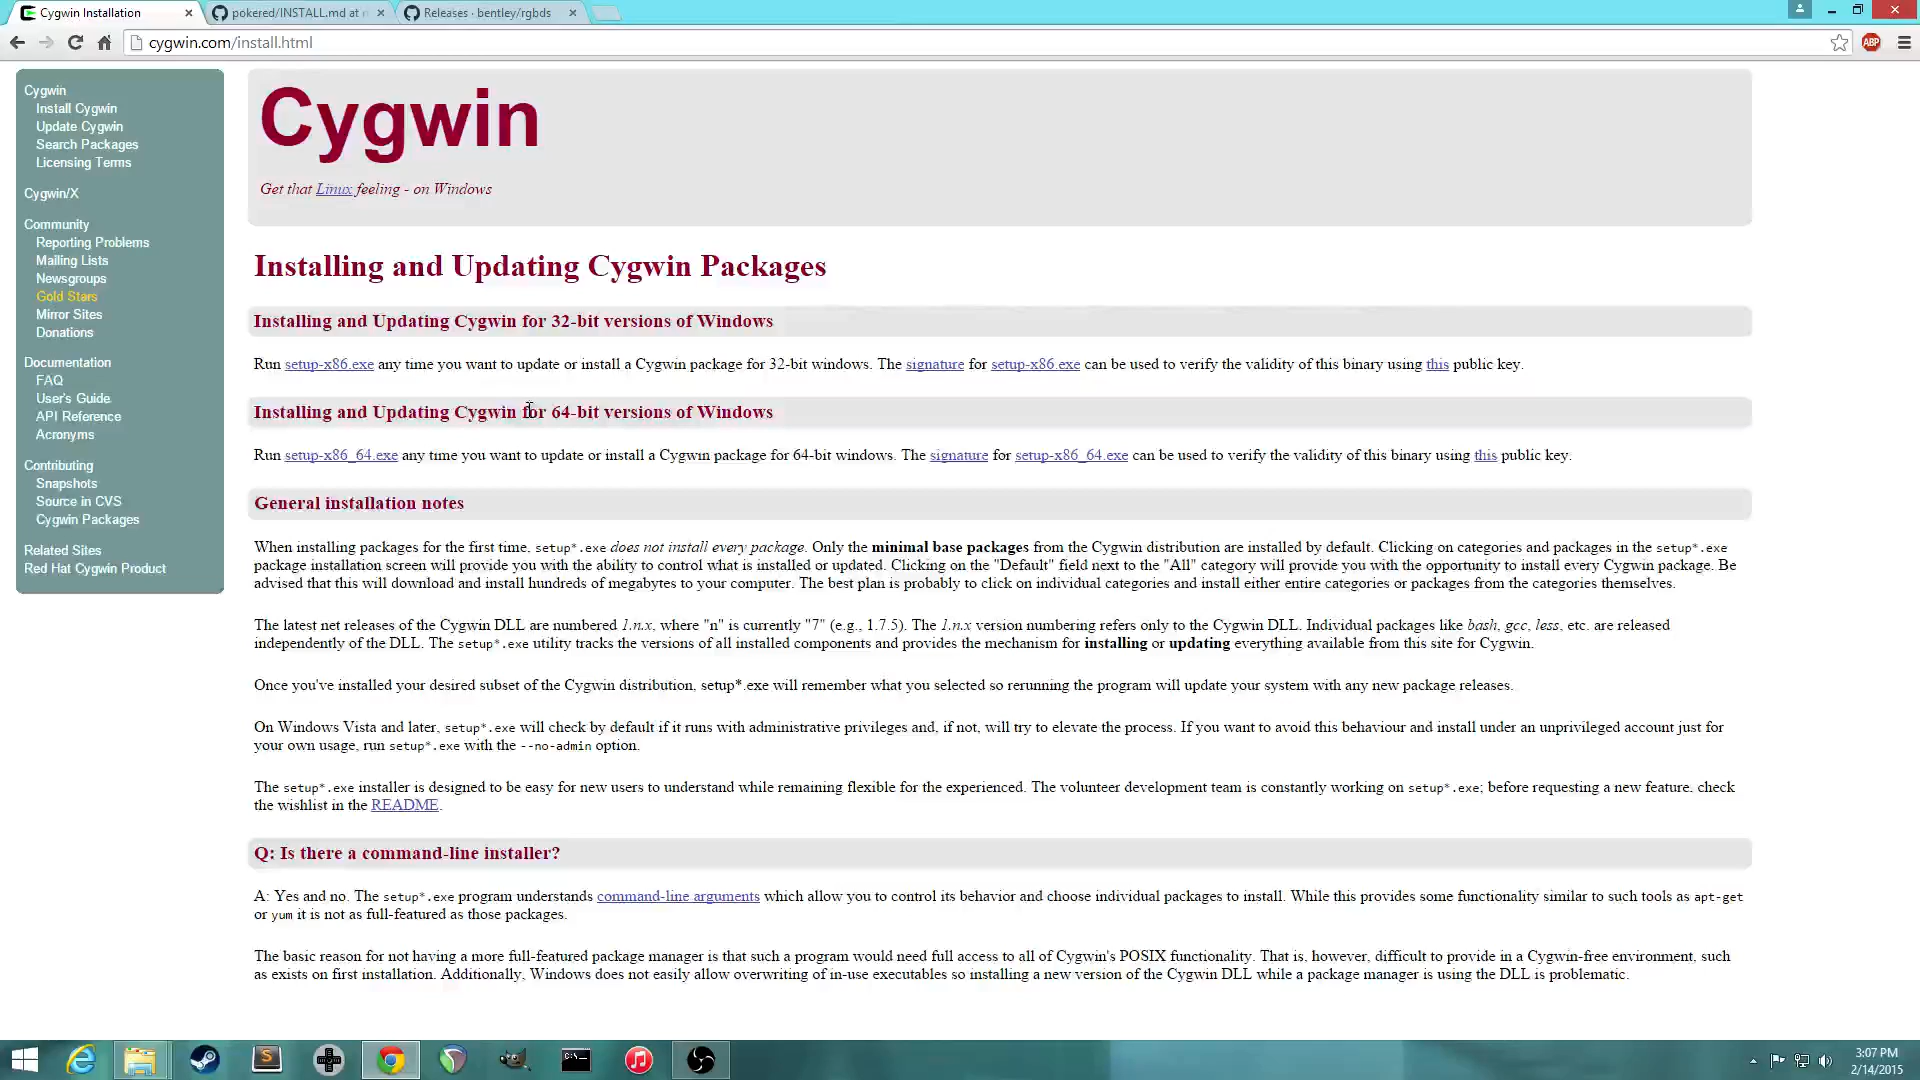 Cygwin Installation
pokered/INSTALL.md at
Releases · bentley/rgbds
cygwin.com/install.html
ABP
Cygwin
Install Cygwin
Update Cygwin
Search Packages
Licensing Terms
Cygwin/X
Community
Reporting Problems
Mailing Lists
Newsgroups
Gold Stars
Mirror Sites
Donations
Documentation
FAQ
User's Guide
API Reference
Acronyms
Contributing
Snapshots
Source in CVS
Cygwin Packages
Related Sites
Red Hat Cygwin Product
Cygwin
Get that Linux feeling - on Windows
Installing and Updating Cygwin Packages
Installing and Updating Cygwin for 32-bit versions of Windows
Run setup-x86.exe any time you want to update or install a Cygwin package for 32-bit windows. The signature for setup-x86.exe can be used to verify the validity of this binary using this public key.
Installing and Updating Cygwin for 64-bit versions of Windows
Run setup-x86_64.exe any time you want to update or install a Cygwin package for 64-bit windows. The signature for setup-x86_64.exe can be used to verify the validity of this binary using this public key.
General installation notes
When installing packages for the first time, setup*.exe does not install every package. Only the minimal base packages from the Cygwin distribution are installed by default. Clicking on categories and packages in the setup*.exe
package installation screen will provide you with the ability to control what is installed or updated. Clicking on the "Default" field next to the "All" category will provide you with the opportunity to install every Cygwin package. Be
advised that this will download and install hundreds of megabytes to your computer. The best plan is probably to click on individual categories and install either entire categories or packages from the categories themselves.
The latest net releases of the Cygwin DLL are numbered 1.n.x, where "n" is currently "7" (e.g., 1.7.5). The 1.n.x version numbering refers only to the Cygwin DLL. Individual packages like bash, gcc, less, etc. are released
independently of the DLL. The setup*.exe utility tracks the versions of all installed components and provides the mechanism for installing or updating everything available from this site for Cygwin.
Once you've installed your desired subset of the Cygwin distribution, setup*.exe will remember what you selected so rerunning the program will update your system with any new package releases.
On Windows Vista and later, setup*.exe will check by default if it runs with administrative privileges and, if not, will try to elevate the process. If you want to avoid this behaviour and install under an unprivileged account just for
your own usage, run setup*.exe with the --no-admin option.
The setup*.exe installer is designed to be easy for new users to understand while remaining flexible for the experienced. The volunteer development team is constantly working on setup*.exe; before requesting a new feature, check
the wishlist in the README.
Q: Is there a command-line installer?
A: Yes and no. The setup*.exe program understands command-line arguments which allow you to control its behavior and choose individual packages to install. While this provides some functionality similar to such tools as apt-get
or yum it is not as full-featured as those packages.
The basic reason for not having a more full-featured package manager is that such a program would need full access to all of Cygwin's POSIX functionality. That is, however, difficult to provide in a Cygwin-free environment, such
as exists on first installation. Additionally, Windows does not easily allow overwriting of in-use executables so installing a new version of the Cygwin DLL while a package manager is using the DLL is problematic.
3:07 PM
2/14/2015